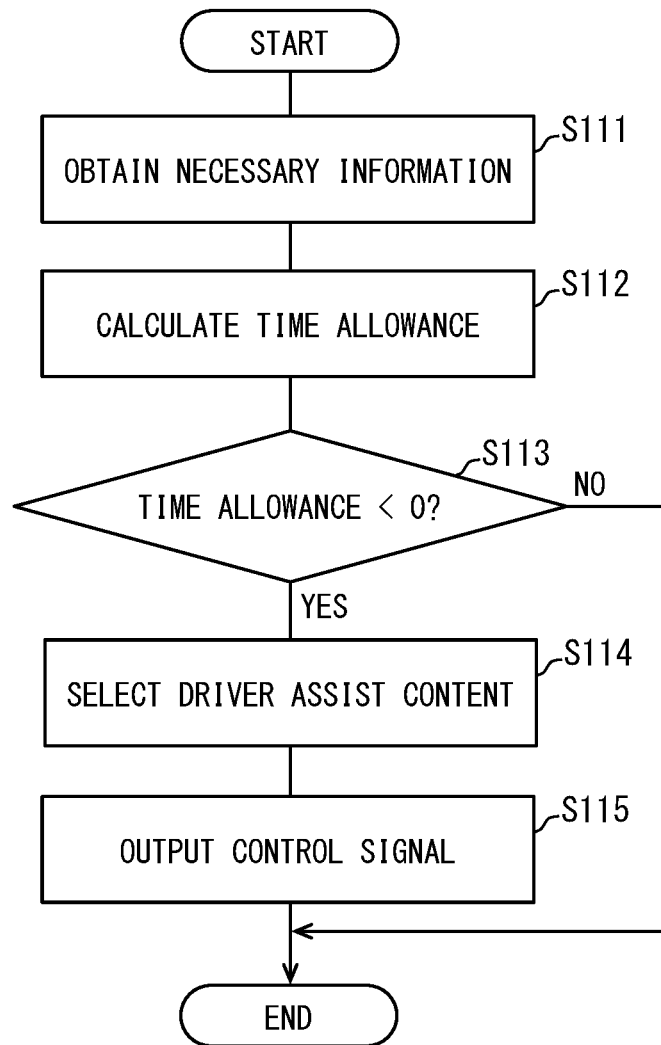 START
S111
OBTAIN NECESSARY INFORMATION
S112
CALCULATE TIME ALLOWANCE
S113
TIME ALLOWANCE < 0?
NO
YES
S114
SELECT DRIVER ASSIST CONTENT
S115
OUTPUT CONTROL SIGNAL
END